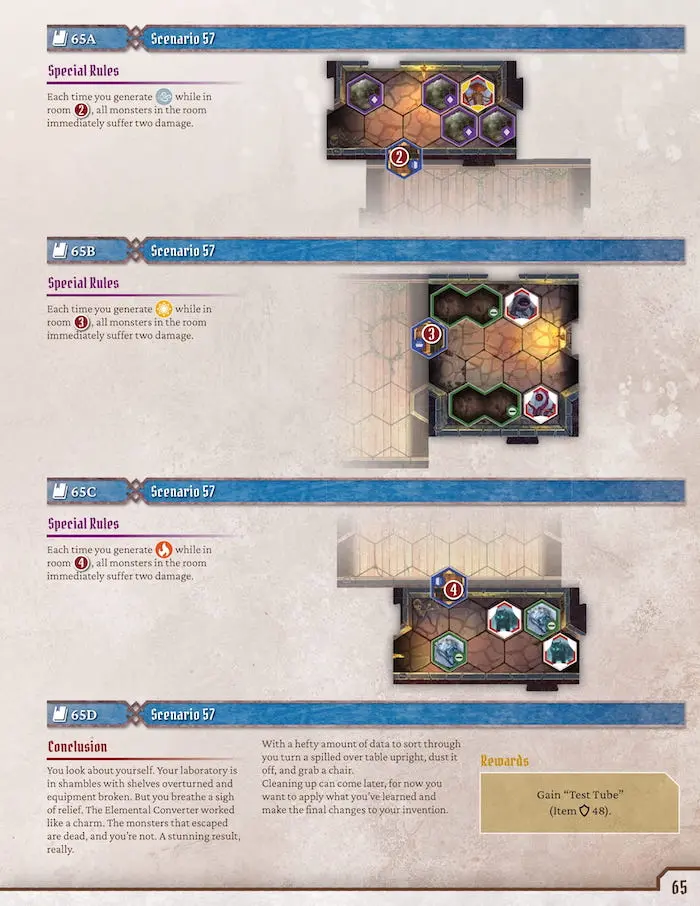 65A
Scenario 57
Special Rules
Each time you generate while in
room 2, all monsters in the room
immediately suffer two damage.
2
65B
Scenario 57
Special Rules
Each time you generate while in
room 3, all monsters in the room
immediately suffer two damage.
3
65C
Scenario 57
Special Rules
Each time you generate while in
room 4, all monsters in the room
immediately suffer two damage.
4
65D
Scenario 57
Conclusion
You look about yourself. Your laboratory is
in shambles with shelves overturned and
equipment broken. But you breathe a sigh
of relief. The Elemental Converter worked
like a charm. The monsters that escaped
are dead, and you're not. A stunning result,
really.
With a hefty amount of data to sort through
you turn a spilled over table upright, dust it
off, and grab a chair.
Cleaning up can come later, for now you
want to apply what you've learned and
make the final changes to your invention.
Rewards
Gain "Test Tube"
(Item 48).
65